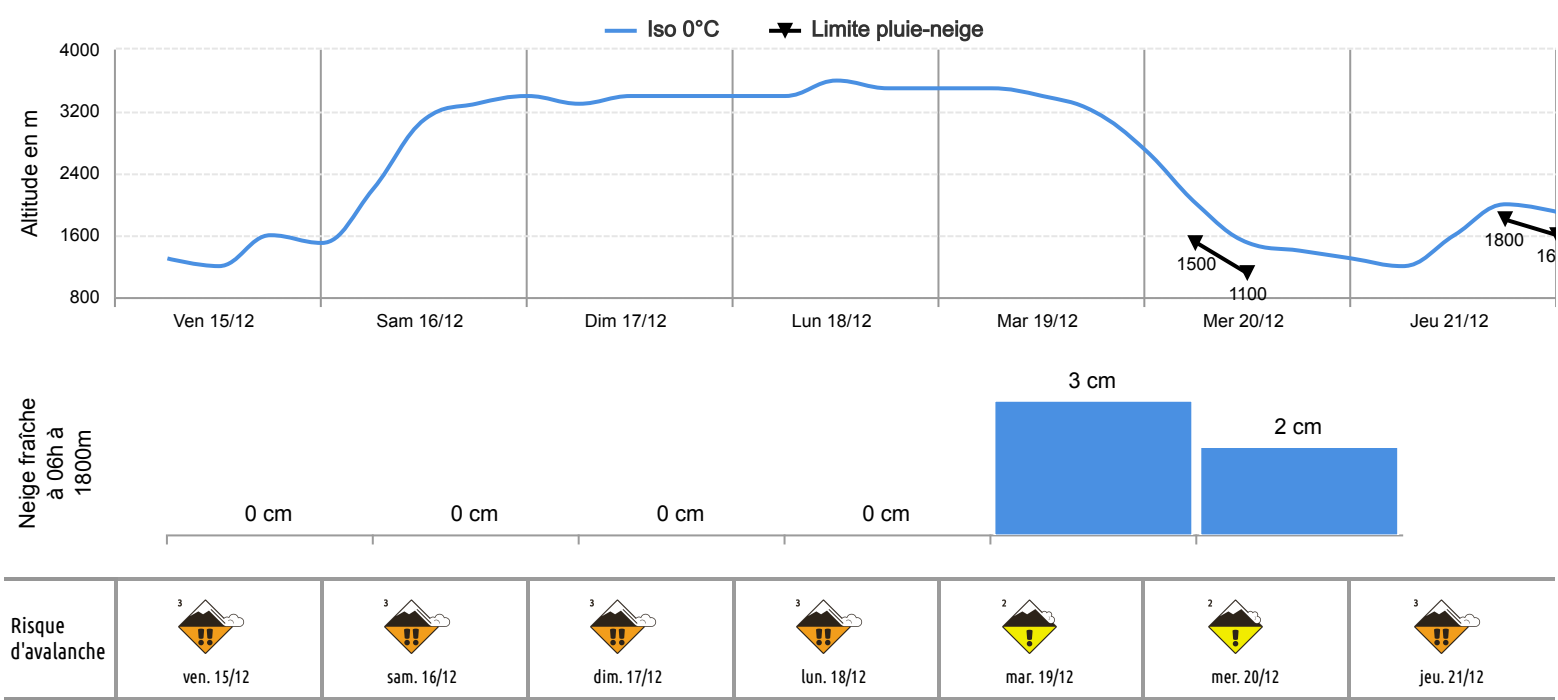 Iso 0°C Limite pluie-neige
4000
3200
2400
1600
800
Altitude en m
1500
1100
1800
16
Ven 15/12 Sam 16/12 Dim 17/12 Lun 18/12 Mar 19/12 Mer 20/12 Jeu 21/12
Neige fraîche
à 06h à
1800m
0 cm 0 cm 0 cm 0 cm 3 cm 2 cm
Risque
d'avalanche
3 3 3 3 2 2 3
!! !! !! !! ! ! !!
ven. 15/12 sam. 16/12 dim. 17/12 lun. 18/12 mar. 19/12 mer. 20/12 jeu. 21/12